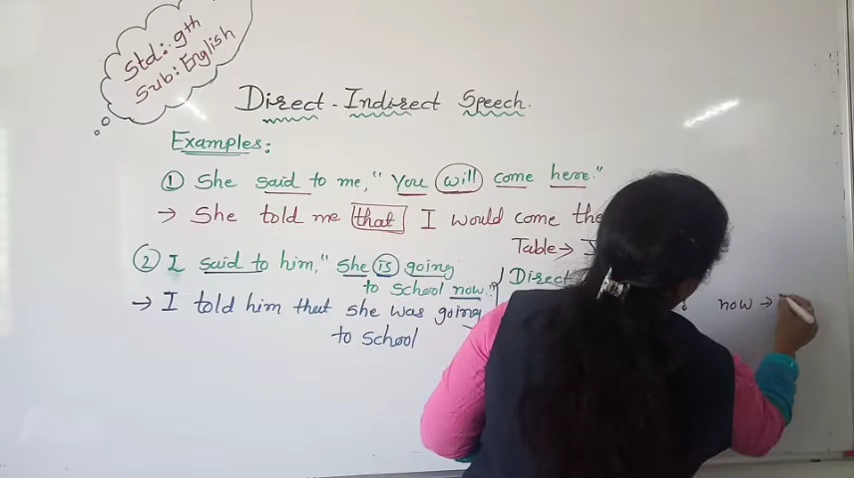 Std: 9th
Sub: English
Direct - Indirect Speech.
Examples:
① She said to me, "You will come here."
→ She told me that I would come the
Table →
② I said to him, "She is going
to school now."
Direct
→ I told him that she was going
to school
now →